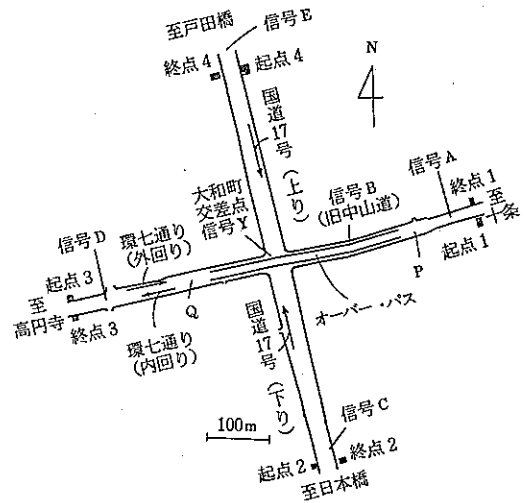 至戸田橋
信号E
終点4
起点4
N
国道17号(上り)
大和町
交差点
信号Y
信号B
(旧中山道)
信号A
終点1
至十条
起点1
P
信号D
環七通り
(外回り)
起点3
至
高円寺
終点3
Q
環七通り
(内回り)
オーバー・パス
国道17号(下り)
100m
信号C
起点2
終点2
至日本橋